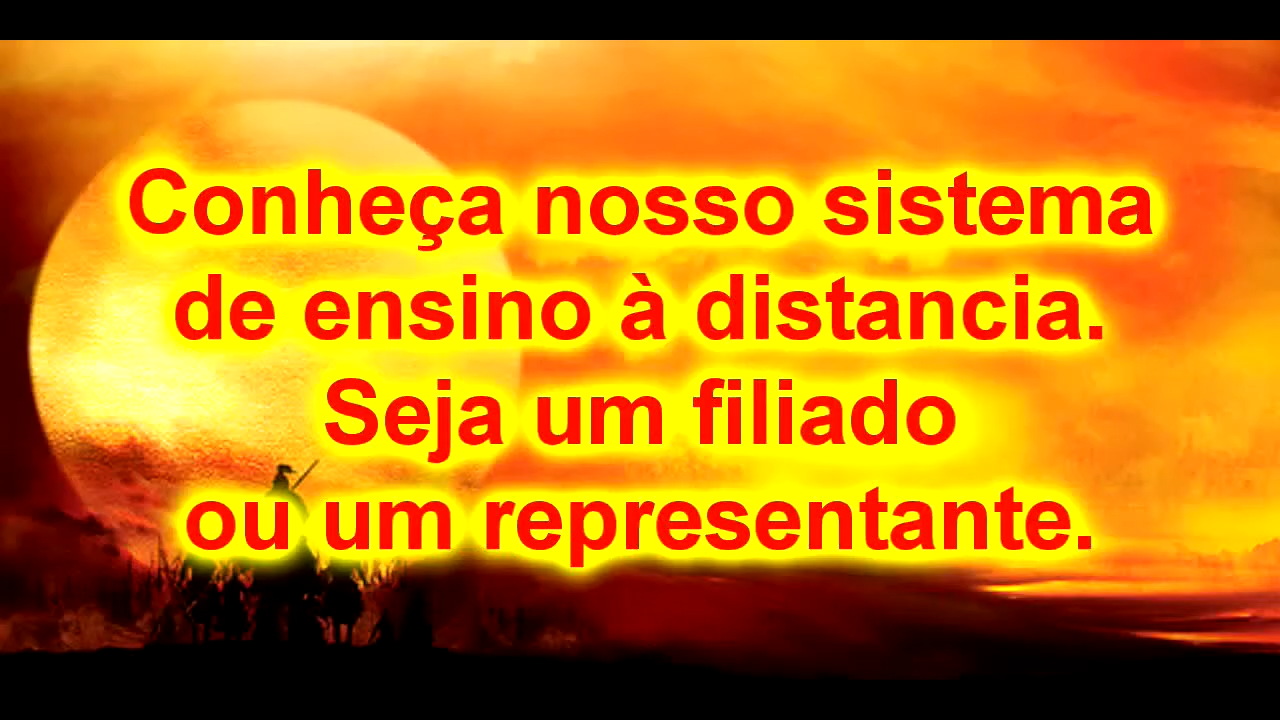 Conheça nosso sistema
de ensino à distancia.
Seja um filiado
ou um representante.